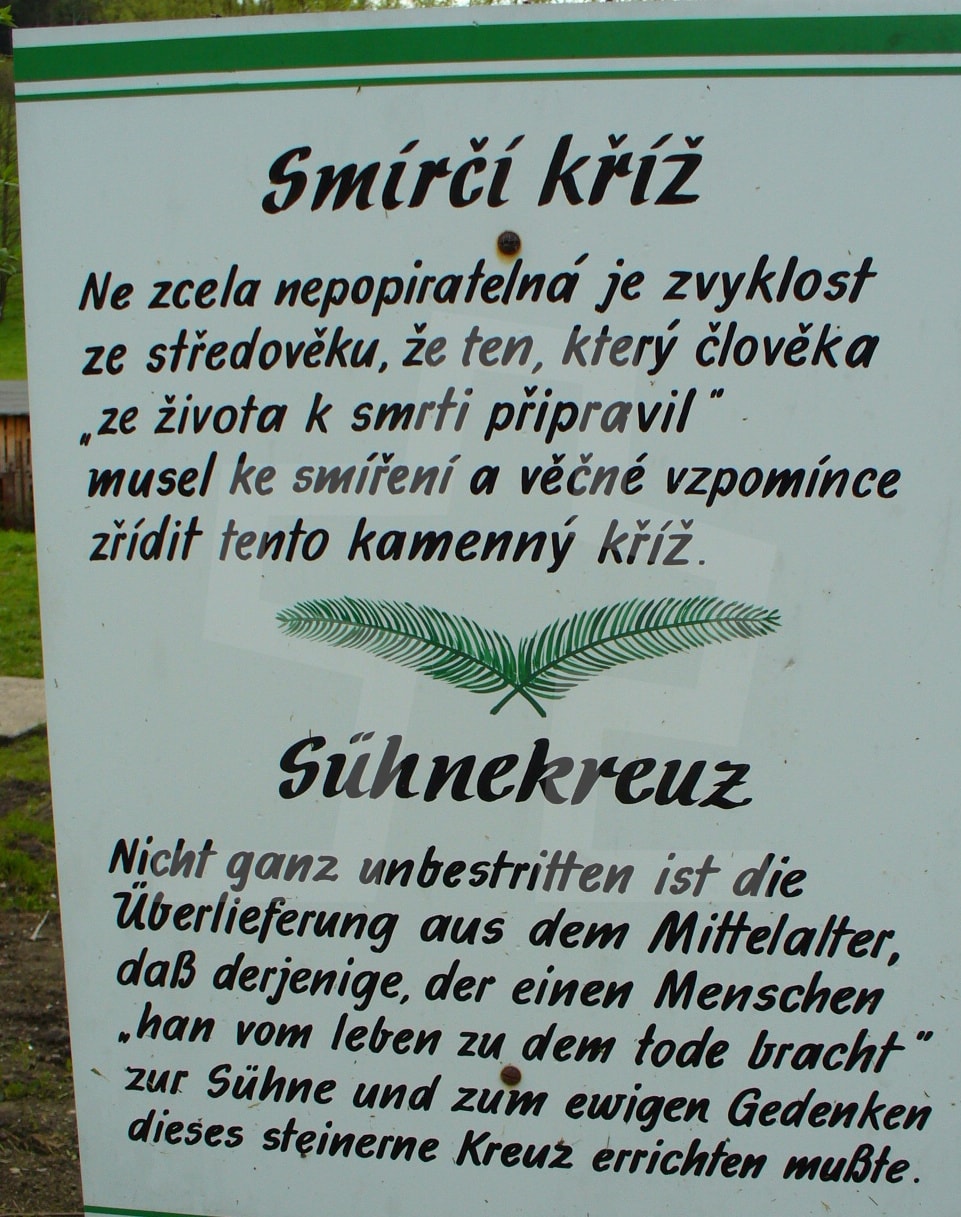 Smírčí kříž
Ne zcela nepopiratelná je zvyklost
ze středověku, že ten, který člověka
„ze života k smrti připravil"
musel ke smíření a věčné vzpomínce
zřídit tento kamenný kříž.
Sühnekreuz
Nicht ganz unbestritten ist die
Überlieferung aus dem Mittelalter,
daß derjenige, der einen Menschen
„han vom leben zu dem tode bracht"
zur Sühne und zum ewigen Gedenken
dieses steinerne Kreuz errichten mußte.